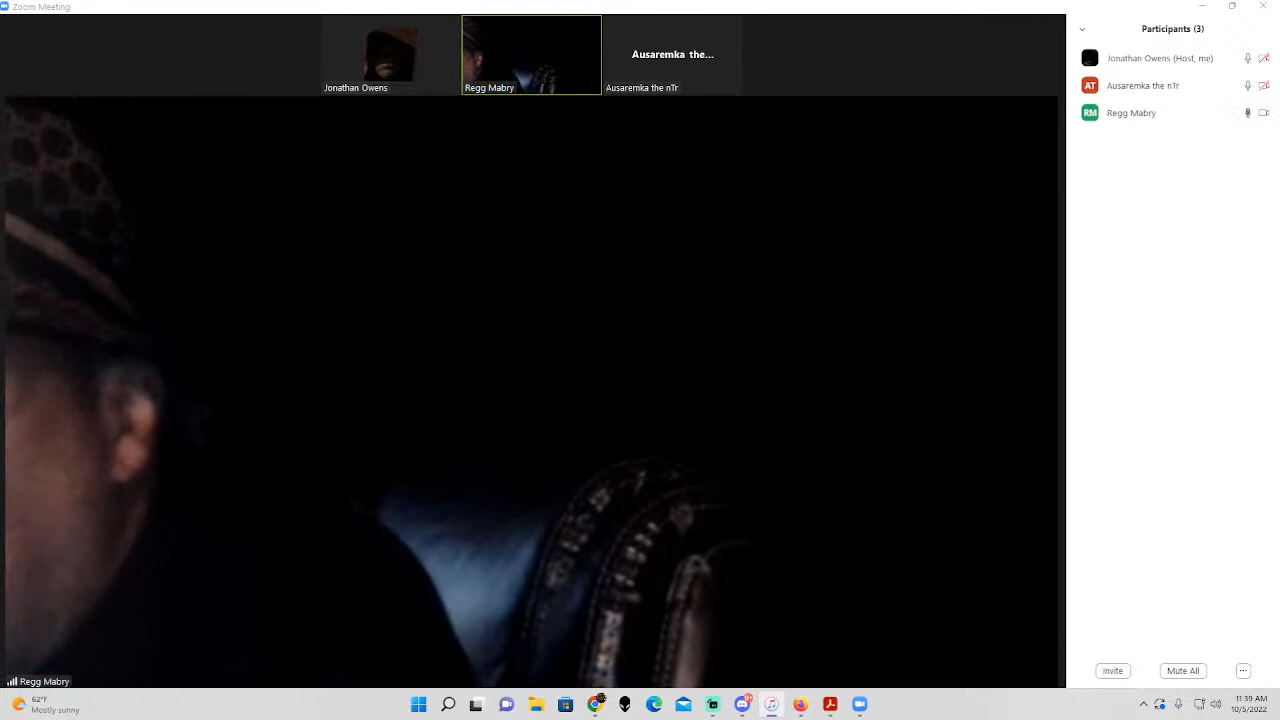 Zoom Meeting
Ausaremka the...
Jonathan Owens
Regg Mabry
Ausaremka the nTr
Participants (3)
Jonathan Owens (Host, me)
AT
Ausaremka the nTr
RM
Regg Mabry
Regg Mabry
Invite
Mute All
62°F
Mostly sunny
11:39 AM
10/5/2022